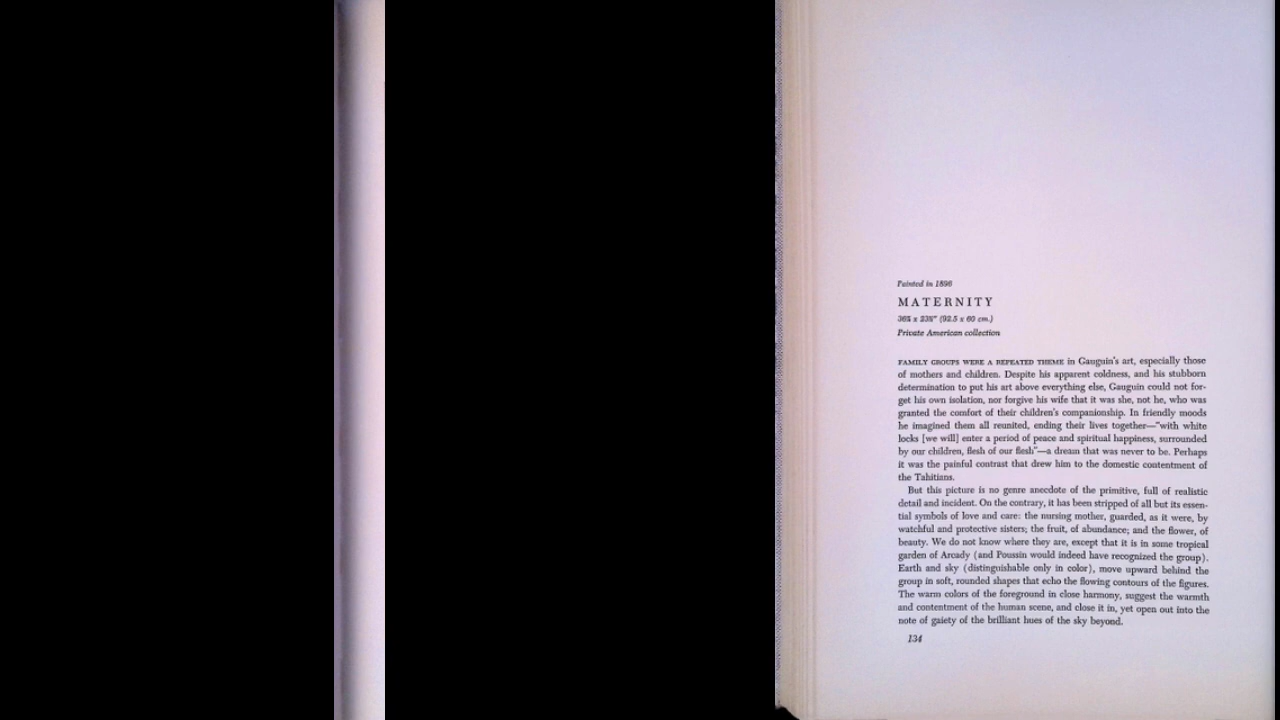 Painted in 1896
MATERNITY
36⅜ x 23⅝" (92.5 x 60 cm.)
Private American collection
FAMILY GROUPS WERE A REPEATED THEME in Gauguin's art, especially those
of mothers and children. Despite his apparent coldness, and his stubborn
determination to put his art above everything else, Gauguin could not for-
get his own isolation, nor forgive his wife that it was she, not he, who was
granted the comfort of their children's companionship. In friendly moods
he imagined them all reunited, ending their lives together—"with white
locks [we will] enter a period of peace and spiritual happiness, surrounded
by our children, flesh of our flesh"—a dream that was never to be. Perhaps
it was the painful contrast that drew him to the domestic contentment of
the Tahitians.
But this picture is no genre anecdote of the primitive, full of realistic
detail and incident. On the contrary, it has been stripped of all but its essen-
tial symbols of love and care: the nursing mother, guarded, as it were, by
watchful and protective sisters; the fruit, of abundance; and the flower, of
beauty. We do not know where they are, except that it is in some tropical
garden of Arcady (and Poussin would indeed have recognized the group).
Earth and sky (distinguishable only in color), move upward behind the
group in soft, rounded shapes that echo the flowing contours of the figures.
The warm colors of the foreground in close harmony, suggest the warmth
and contentment of the human scene, and close it in, yet open out into the
note of gaiety of the brilliant hues of the sky beyond.
134